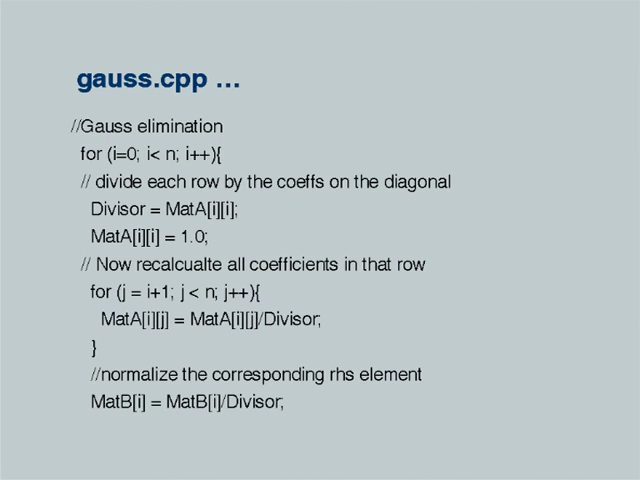 gauss.cpp …
//Gauss elimination
for (i=0; i< n; i++){
// divide each row by the coeffs on the diagonal
Divisor = MatA[i][i];
MatA[i][i] = 1.0;
// Now recalcualte all coefficients in that row
for (j = i+1; j < n; j++){
MatA[i][j] = MatA[i][j]/Divisor;
}
//normalize the corresponding rhs element
MatB[i] = MatB[i]/Divisor;